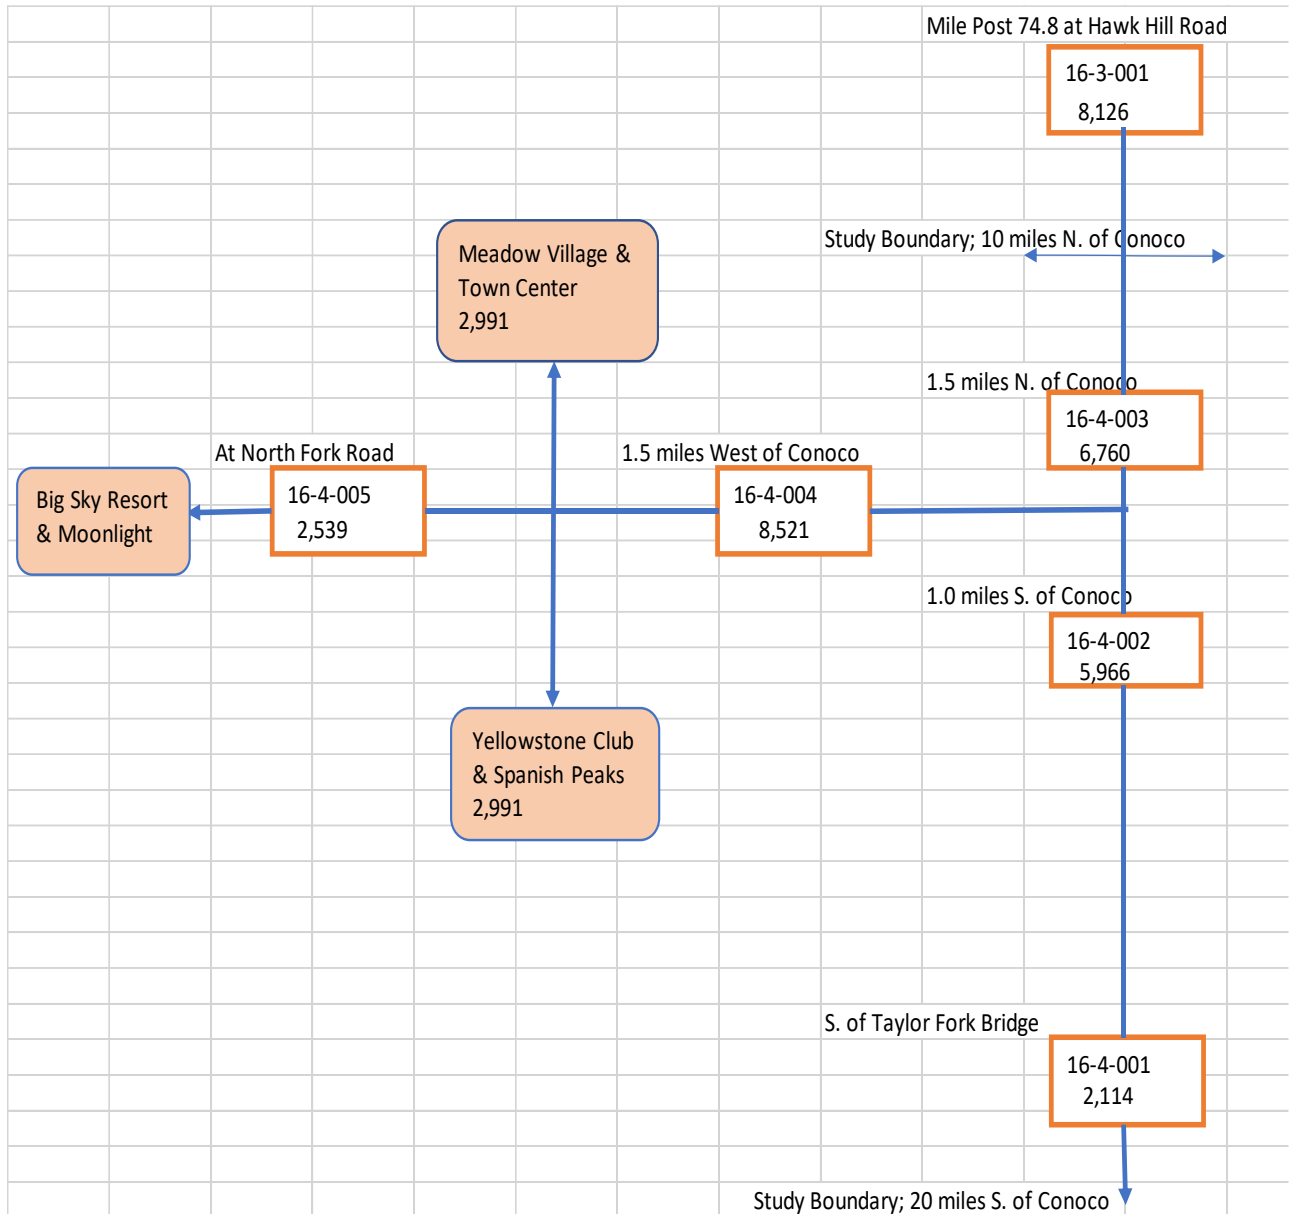 Mile Post 74.8 at Hawk Hill Road
16-3-001
8,126
Study Boundary; 10 miles N. of Conoco
Meadow Village &
Town Center
2,991
1.5 miles N. of Conoco
16-4-003
6,760
At North Fork Road
1.5 miles West of Conoco
Big Sky Resort
& Moonlight
16-4-005
2,539
16-4-004
8,521
1.0 miles S. of Conoco
16-4-002
5,966
Yellowstone Club
& Spanish Peaks
2,991
S. of Taylor Fork Bridge
16-4-001
2,114
Study Boundary; 20 miles S. of Conoco